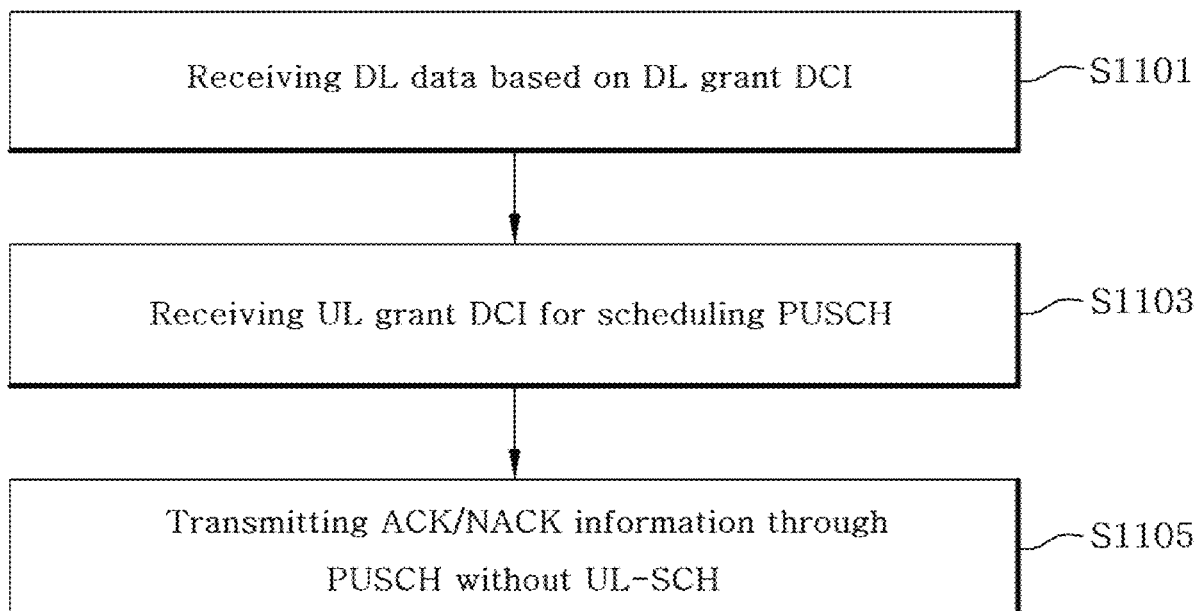 Receiving DL data based on DL grant DCI
S1101
Receiving UL grant DCI for scheduling PUSCH
S1103
Transmitting ACK/NACK information through
PUSCH without UL-SCH
S1105